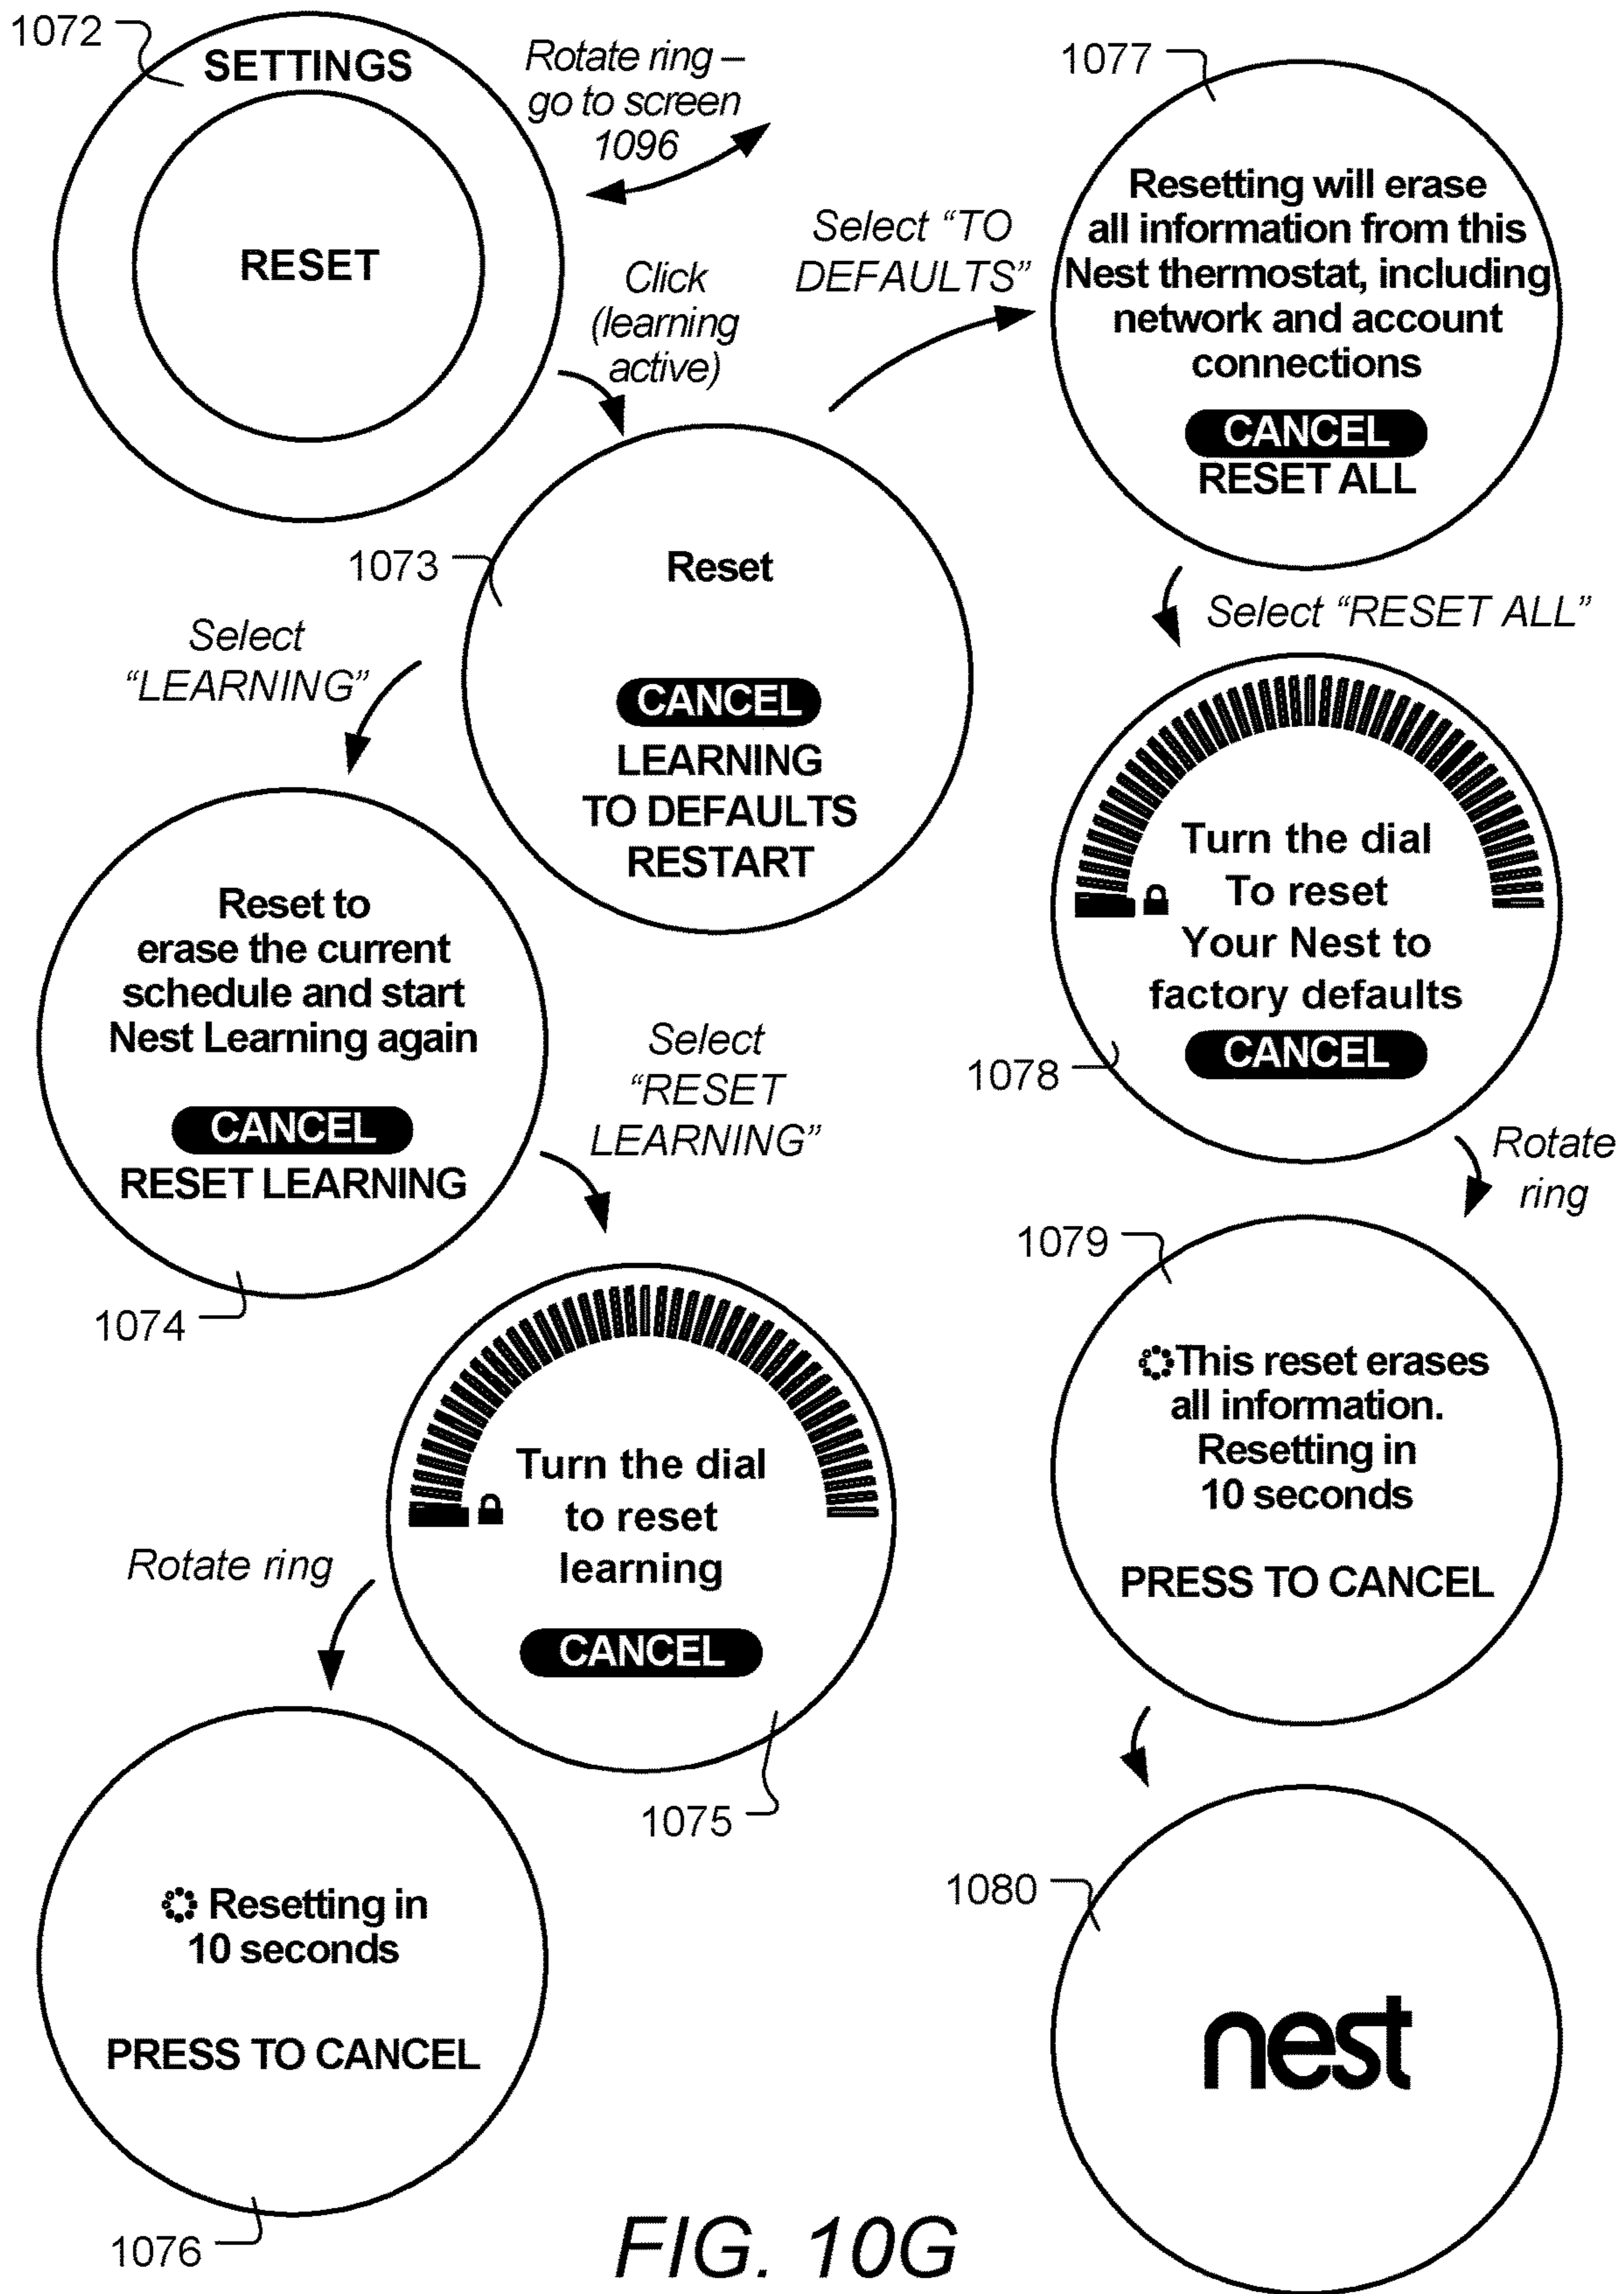 1072
SETTINGS
RESET
Rotate ring –
go to screen
1096
Click
(learning
active)
1073
Reset
CANCEL
LEARNING
TO DEFAULTS
RESTART
Select
“LEARNING”
Reset to
erase the current
schedule and start
Nest Learning again
CANCEL
RESET LEARNING
1074
Select
“RESET
LEARNING”
Turn the dial
to reset
learning
CANCEL
1075
Rotate ring
Resetting in
10 seconds
PRESS TO CANCEL
1076
Select “TO
DEFAULTS”
1077
Resetting will erase
all information from this
Nest thermostat, including
network and account
connections
CANCEL
RESET ALL
Select “RESET ALL”
Turn the dial
To reset
Your Nest to
factory defaults
CANCEL
1078
Rotate
ring
1079
This reset erases
all information.
Resetting in
10 seconds
PRESS TO CANCEL
1080
nest
FIG. 10G